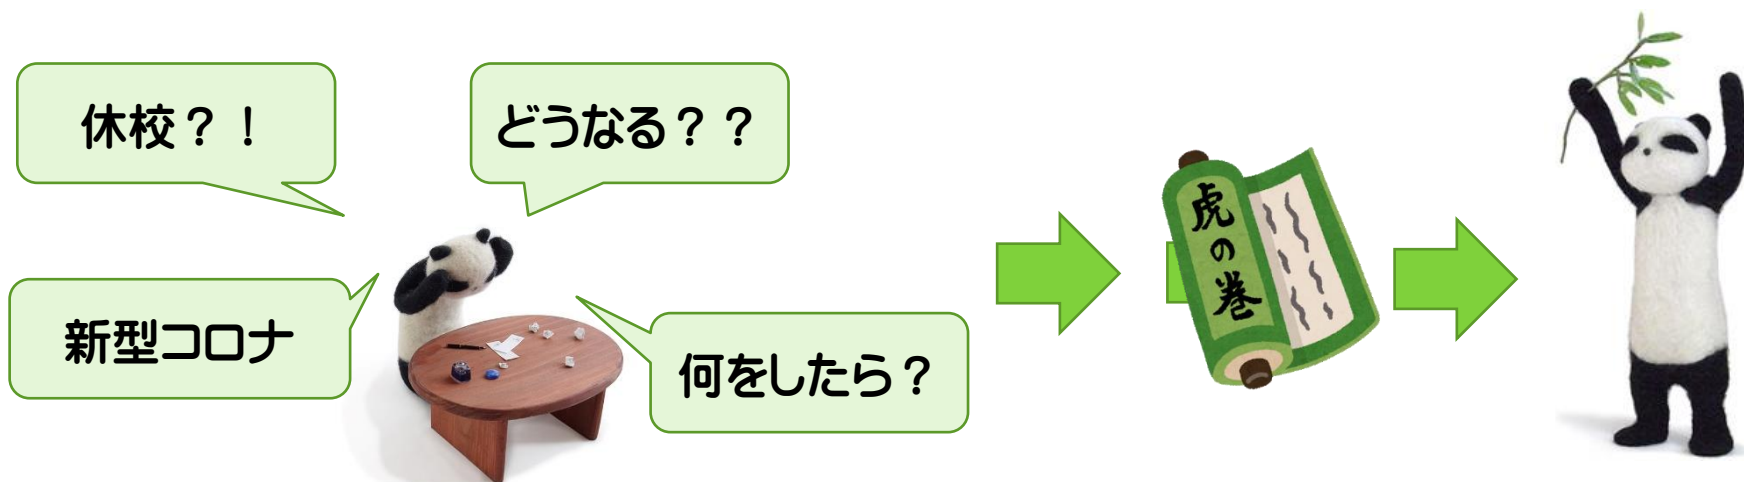 休校？！
どうなる？？
新型コロナ
何をしたら？
虎の巻